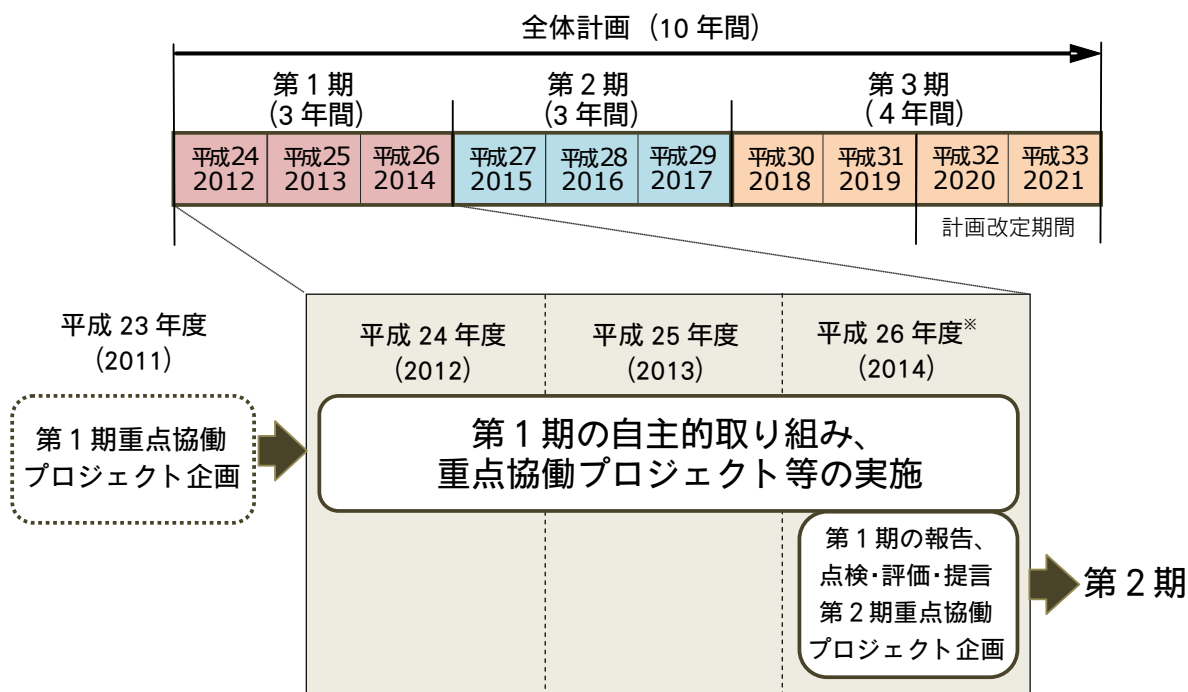 全体計画（10 年間）
第 1 期
（3 年間）
第 2 期
（3 年間）
第 3 期
（4 年間）
平成24
2012
平成25
2013
平成26
2014
平成27
2015
平成28
2016
平成29
2017
平成30
2018
平成31
2019
平成32
2020
平成33
2021
計画改定期間
平成 23 年度
（2011）
平成 24 年度
（2012）
平成 25 年度
（2013）
平成 26 年度※
（2014）
第 1 期重点協働
プロジェクト企画
第 1 期の自主的取り組み、
重点協働プロジェクト等の実施
第 1 期の報告、
点検・評価・提言
第 2 期重点協働
プロジェクト企画
第 2 期